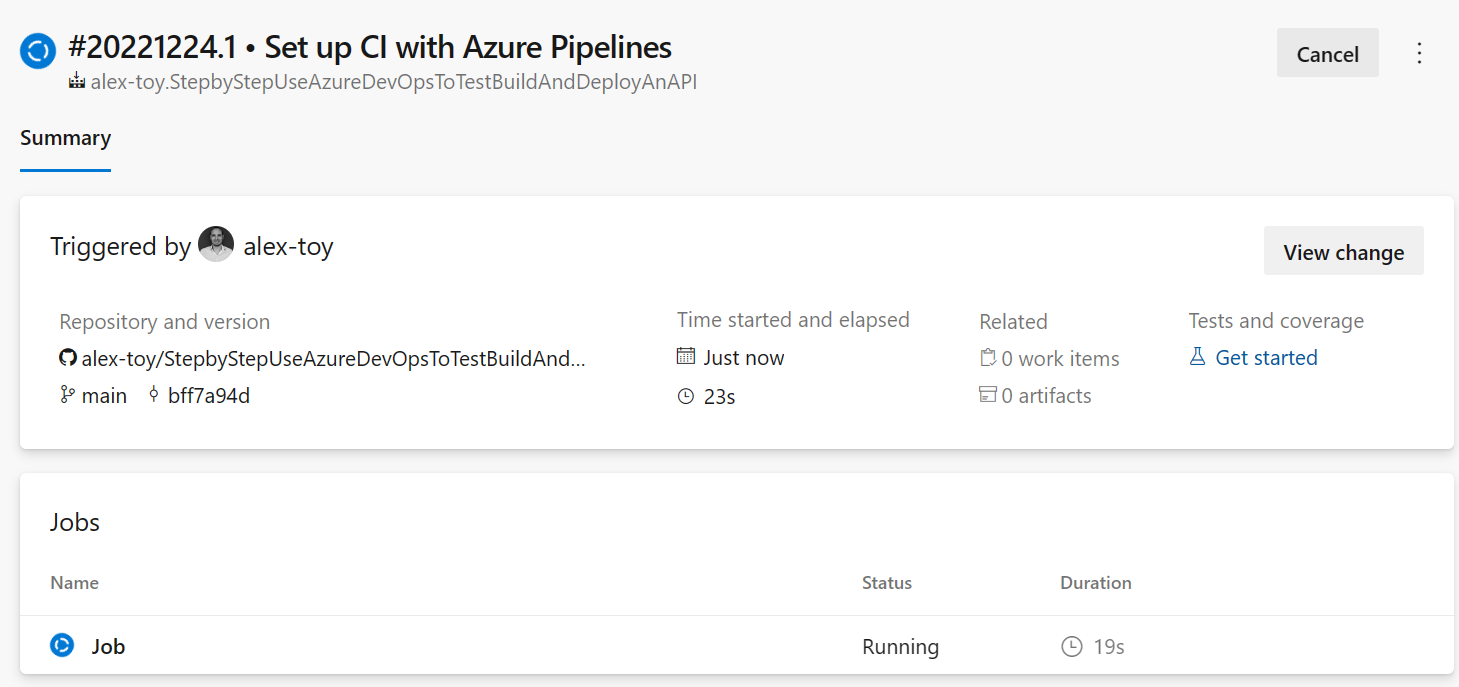 #20221224.1 • Set up CI with Azure Pipelines
Cancel
alex-toy.StepbyStepUseAzureDevOpsToTestBuildAndDeployAnAPI
Summary
Triggered by alex-toy
View change
Repository and version
Time started and elapsed
Related
Tests and coverage
alex-toy/StepbyStepUseAzureDevOpsToTestBuildAnd...
Just now
0 work items
Get started
main bff7a94d
23s
0 artifacts
Jobs
Name Status Duration
Job Running 19s